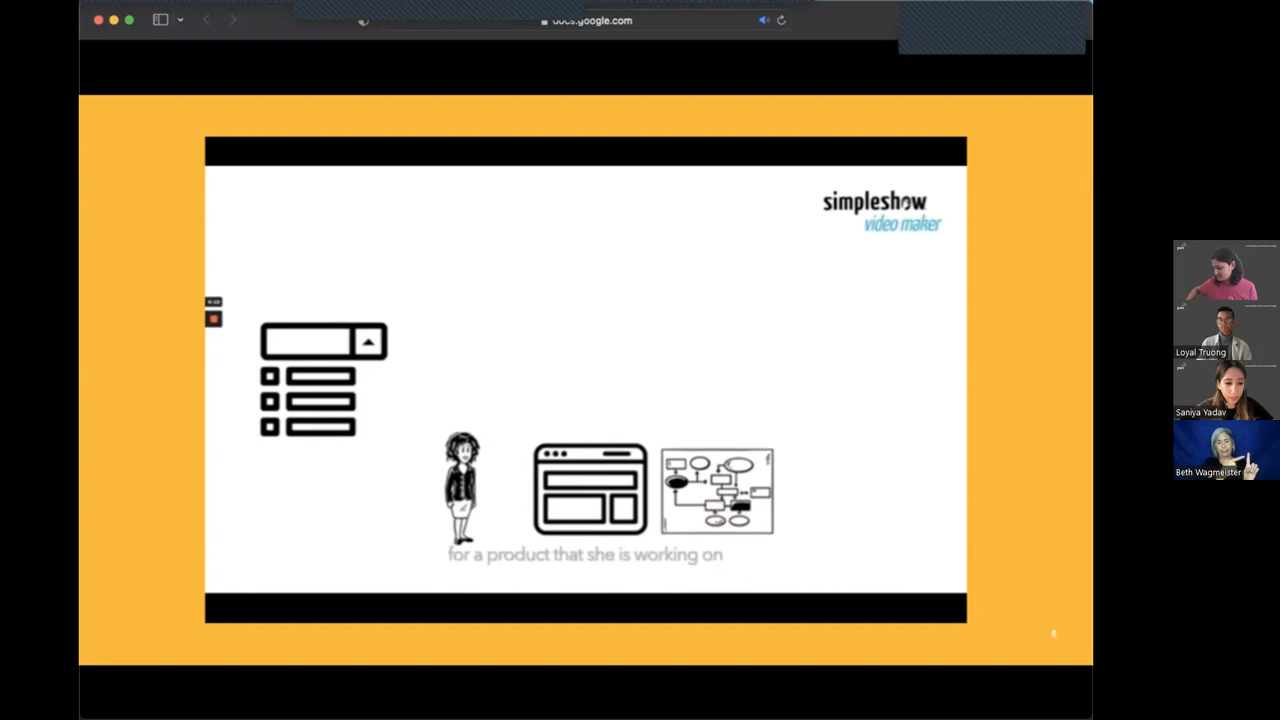 docs.google.com
simpleshow
video maker
for a product that she is working on
8
Loyal Truong
Saniya Yadav
Beth Wagmeister